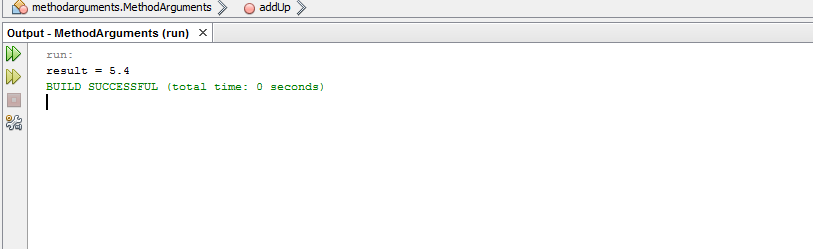 methodarguments.MethodArguments addUp
Output - MethodArguments (run)
run:
result = 5.4
BUILD SUCCESSFUL (total time: 0 seconds)